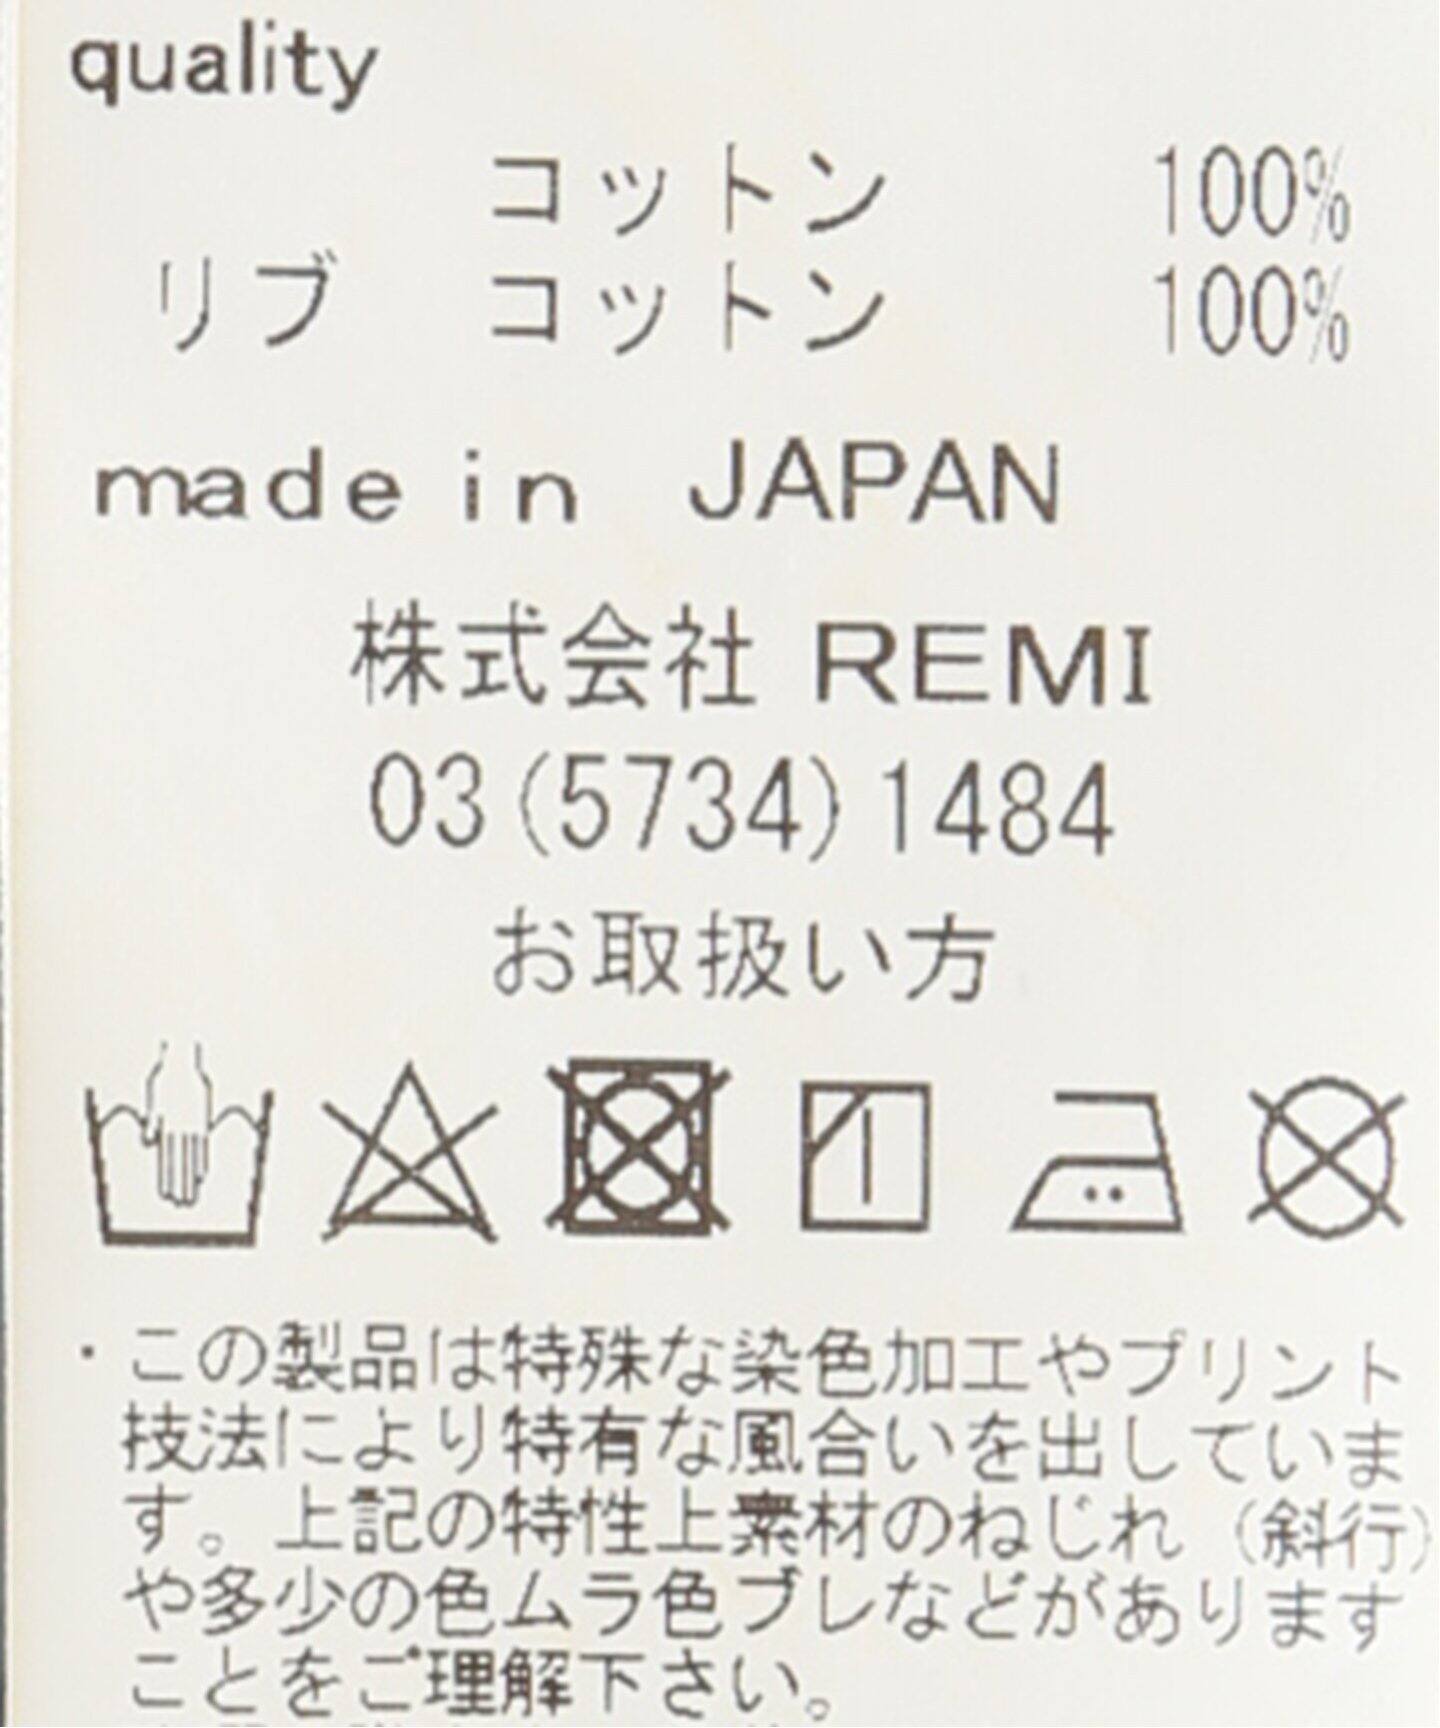 quality
コットン 100%
リブ コットン 100%
made in JAPAN
株式会社 REMI
03(5734)1484
お取扱い方
・この製品は特殊な染色加工やプリント
技法により特有な風合いを出していま
す。上記の特性上素材のねじれ（斜行）
や多少の色ムラ色ブレなどがあります
ことをご理解下さい。